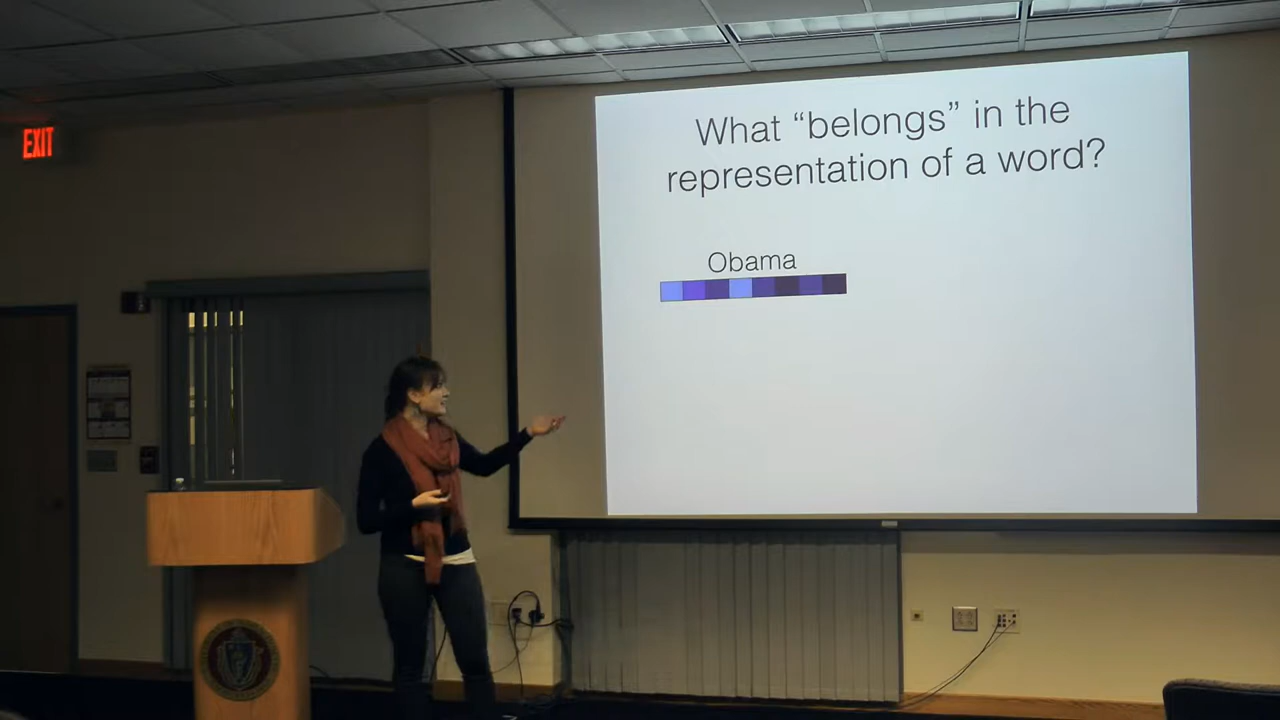 EXIT
What “belongs” in the
representation of a word?
Obama